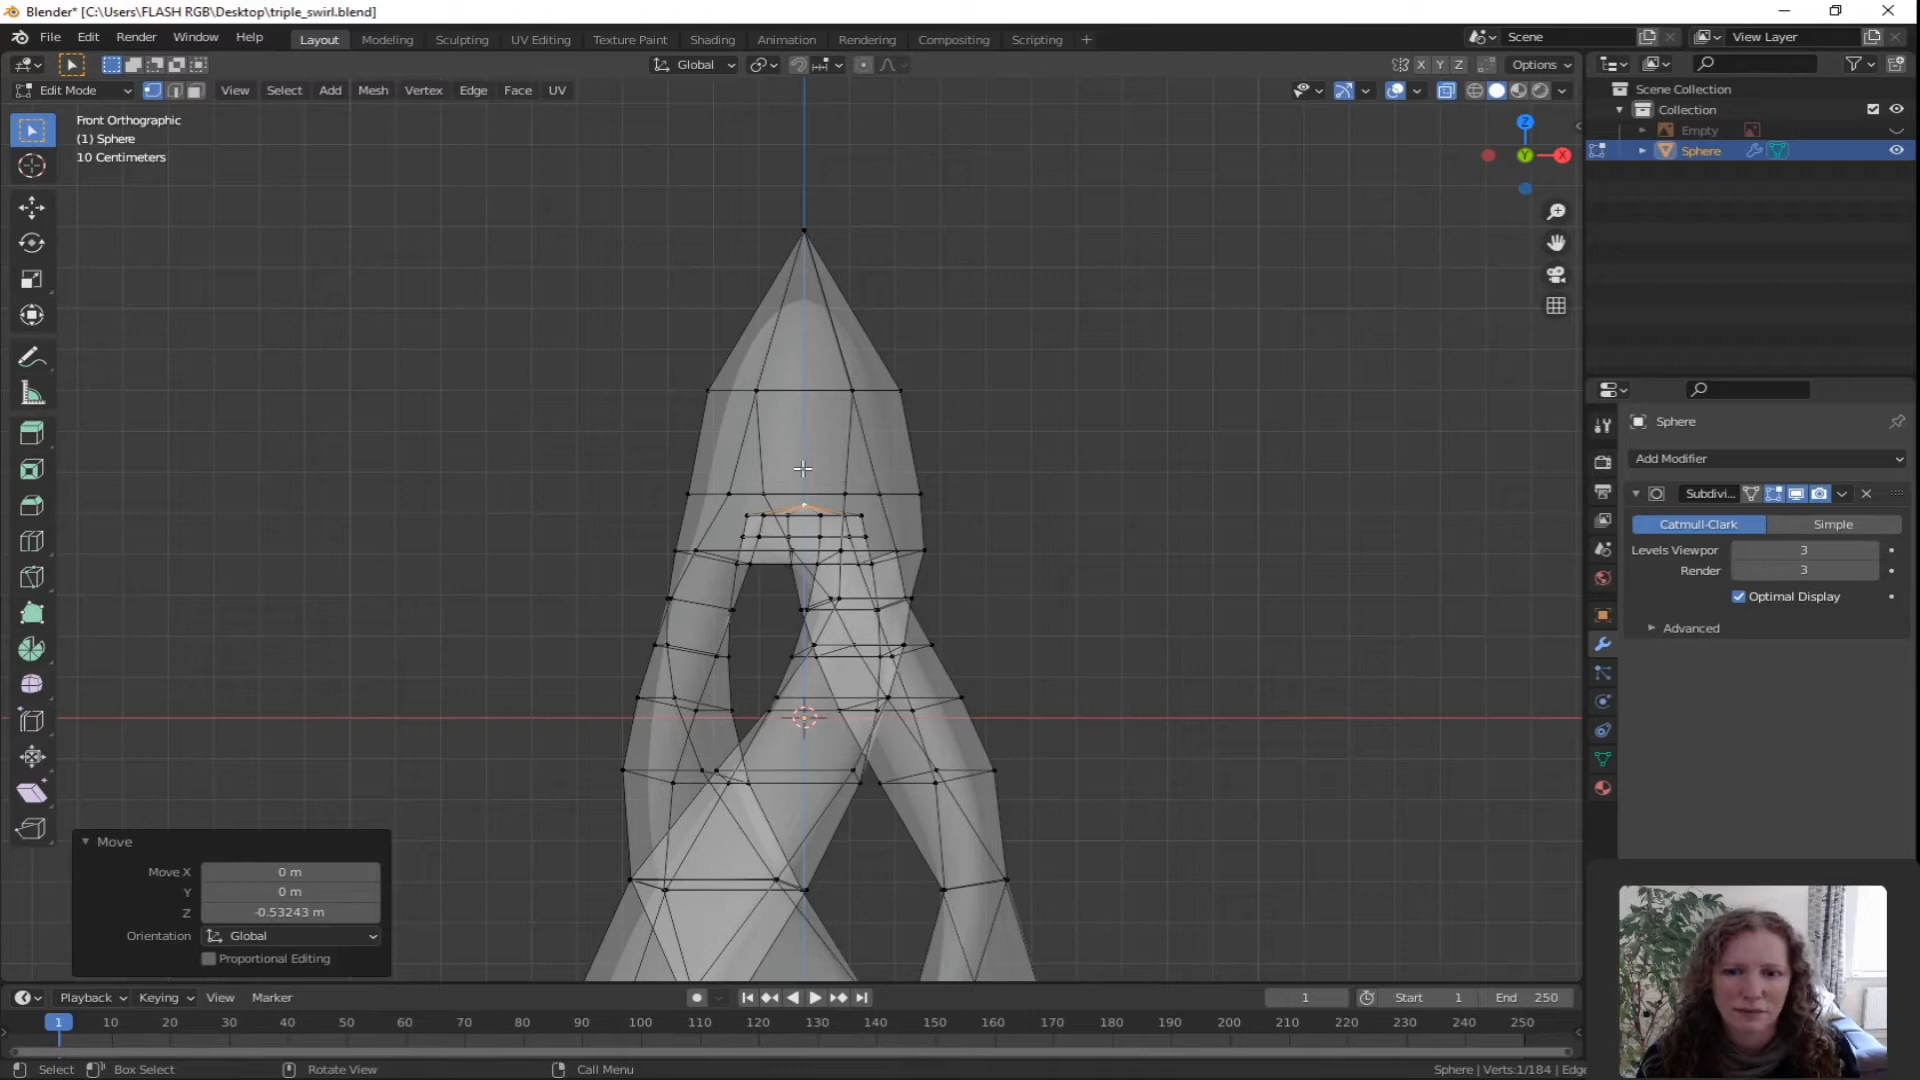 Blender* [C:\Users\FLASH RGB\Desktop\triple_swirl.blend]
File Edit Render Window Help Layout Modeling Sculpting UV Editing Texture Paint Shading Animation Rendering Compositing Scripting + Scene View Layer
Global X Y Z Options
Edit Mode View Select Add Mesh Vertex Edge Face UV
Front Orthographic
(1) Sphere
10 Centimeters
Z
Y X
Scene Collection
Collection
Empty
Sphere
Sphere
Add Modifier
Subdivi...
Catmull-Clark Simple
Levels Viewpor 3
Render 3
Optimal Display
Advanced
Move
Move X 0 m
Y 0 m
Z -0.53243 m
Orientation Global
Proportional Editing
Playback Keying View Marker 1 Start 1 End 250
1 10 20 30 40 50 60 70 80 90 100 110 120 130 140 150 160 170 180 190 200 210 220 230 240 250
Select Box Select Rotate View Call Menu Sphere | Verts:1/184 | Edge